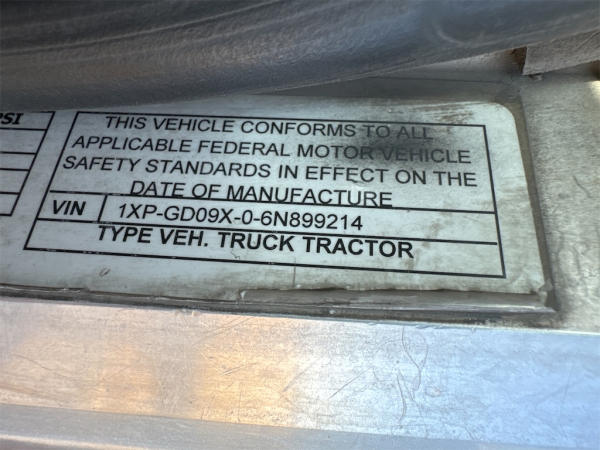 PSI
THIS VEHICLE CONFORMS TO ALL
APPLICABLE FEDERAL MOTOR VEHICLE
SAFETY STANDARDS IN EFFECT ON THE
DATE OF MANUFACTURE
VIN 1XP-GD09X-0-6N899214
TYPE VEH. TRUCK TRACTOR